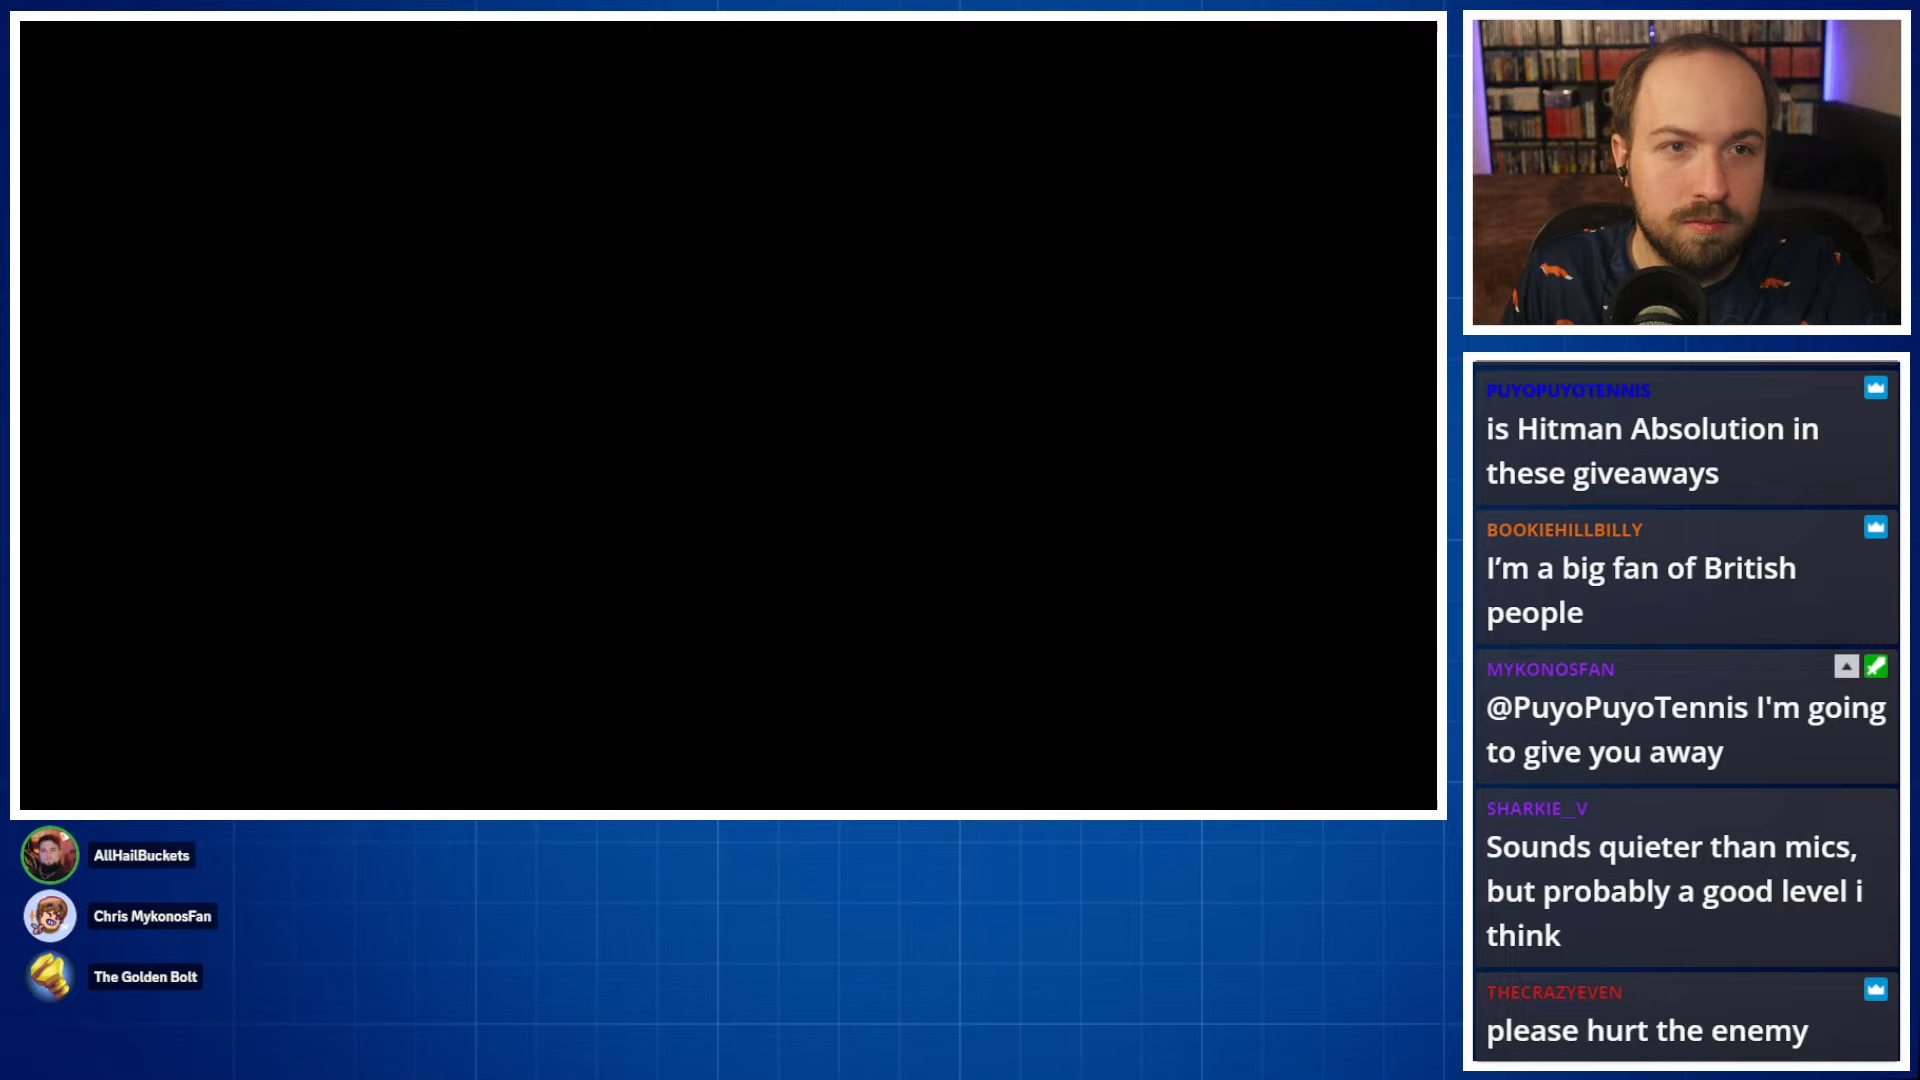 PUYOPUYOTENNIS
is Hitman Absolution in
these giveaways
BOOKIEHILLBILLY
I’m a big fan of British
people
MYKONOSFAN
@PuyoPuyoTennis I'm going
to give you away
SHARKIE__V
Sounds quieter than mics,
but probably a good level i
think
THECRAZYEVEN
please hurt the enemy
AllHailBuckets
Chris MykonosFan
The Golden Bolt